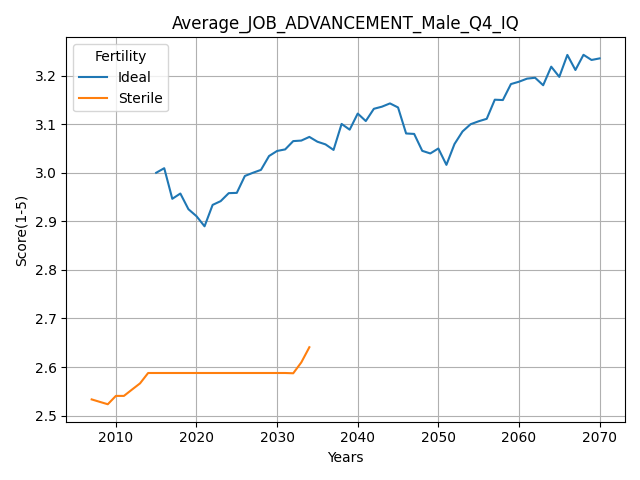 Average_JOB_ADVANCEMENT_Male_Q4_IQ
Fertility
Ideal
Sterile
Score(1-5)
3.2
3.1
3.0
2.9
2.8
2.7
2.6
2.5
2010 2020 2030 2040 2050 2060 2070
Years